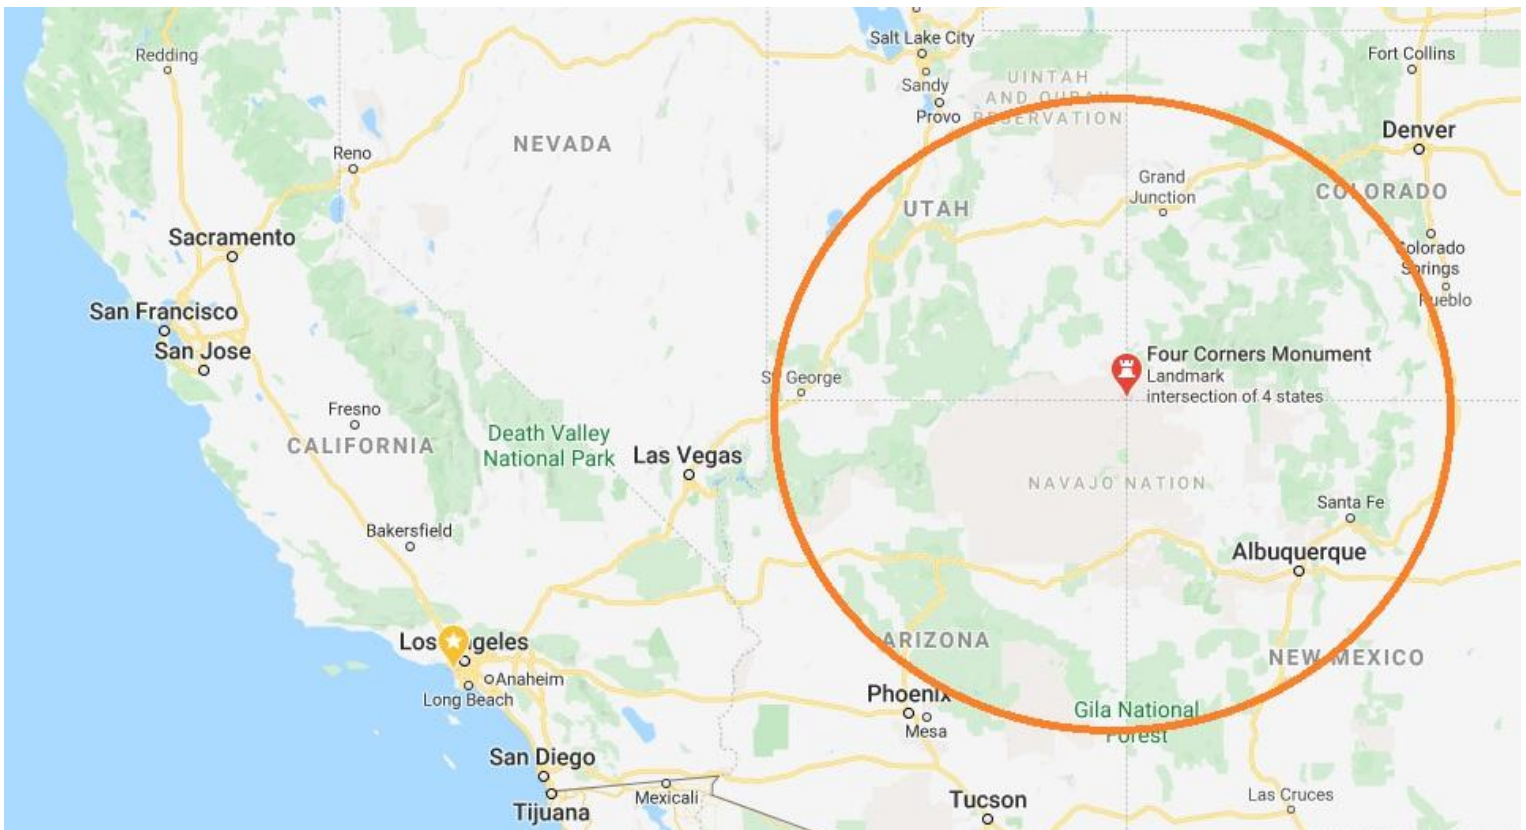 Redding
Salt Lake City
Fort Collins
Sandy
UINTAH
AND OURAY
RESERVATION
Provo
NEVADA
Denver
Reno
Grand
Junction
COLORADO
UTAH
Sacramento
Colorado
Springs
Pueblo
San Francisco
San Jose
Four Corners Monument
Landmark
intersection of 4 states
St George
Fresno
CALIFORNIA
Death Valley
National Park
Las Vegas
NAVAJO NATION
Santa Fe
Bakersfield
Albuquerque
Los Angeles
ARIZONA
NEW MEXICO
Anaheim
Long Beach
Phoenix
Mesa
Gila National
Forest
San Diego
Mexicali
Tijuana
Tucson
Las Cruces